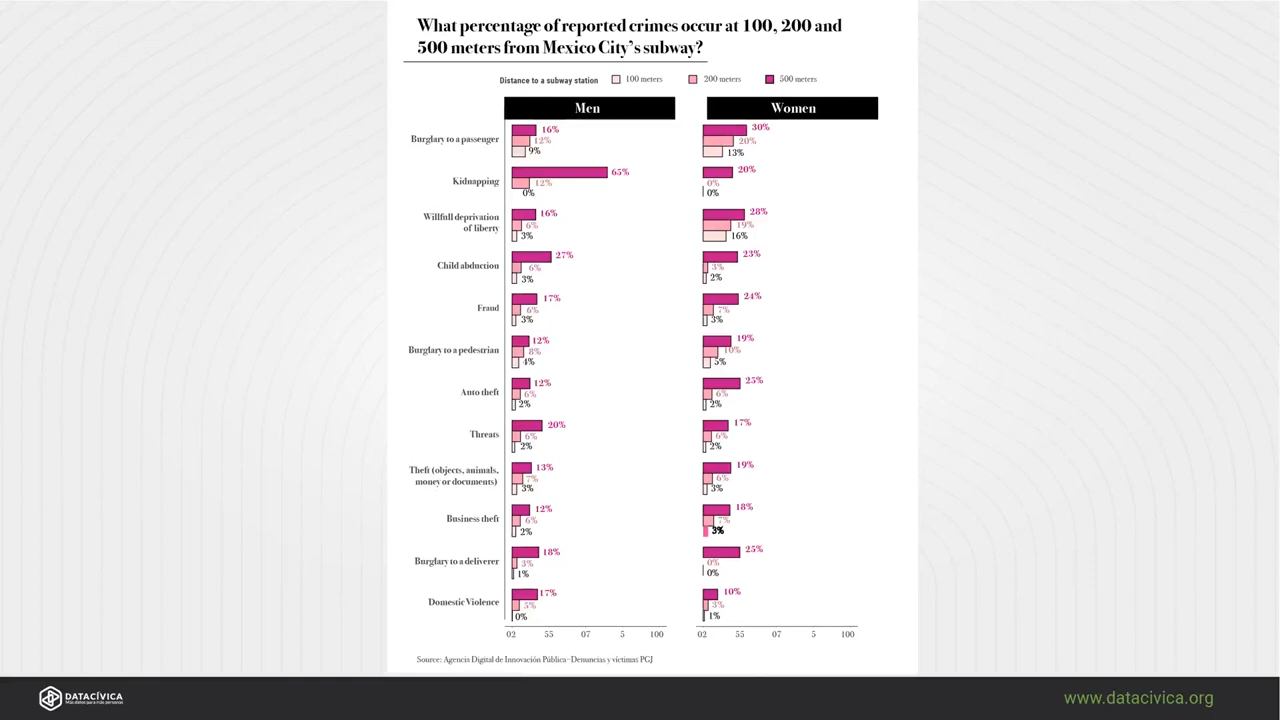 What percentage of reported crimes occur at 100, 200 and
500 meters from Mexico City's subway?
Distance to a subway station 100 meters 200 meters 500 meters
Men Women
Burglary to a passenger
16% 30%
12% 20%
9% 13%
Kidnapping
65% 20%
12% 0%
0% 0%
Willfull deprivation
of liberty
16% 28%
6% 19%
3% 16%
Child abduction
27% 23%
6% 3%
3% 2%
Fraud
17% 24%
6% 7%
3% 3%
Burglary to a pedestrian
12% 19%
8% 10%
4% 5%
Auto theft
12% 25%
6% 6%
2% 2%
Threats
20% 17%
6% 6%
2% 2%
Theft (objects, animals,
money or documents)
13% 19%
7% 6%
3% 3%
Business theft
12% 18%
6% 7%
2% 3%
Burglary to a deliverer
18% 25%
3% 0%
1% 0%
Domestic Violence
17% 10%
5% 3%
0% 1%
02 55 07 5 100 02 55 07 5 100
Source: Agencia Digital de Innovación Pública-Denuncias y víctimas PGJ
DATACÍVICA
Más datos para más personas
www.datacivica.org